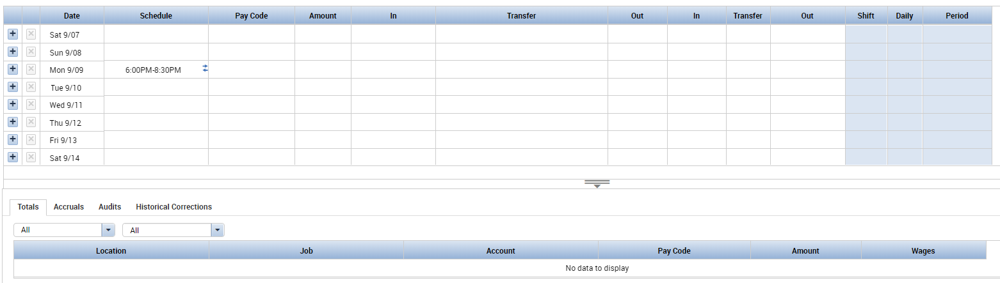 Date Schedule Pay Code Amount In Transfer Out In Transfer Out Shift Daily Period
Sat 9/07
Sun 9/08
Mon 9/09 6:00PM-8:30PM
Tue 9/10
Wed 9/11
Thu 9/12
Fri 9/13
Sat 9/14
Totals Accruals Audits Historical Corrections
All All
Location Job Account Pay Code Amount Wages
No data to display